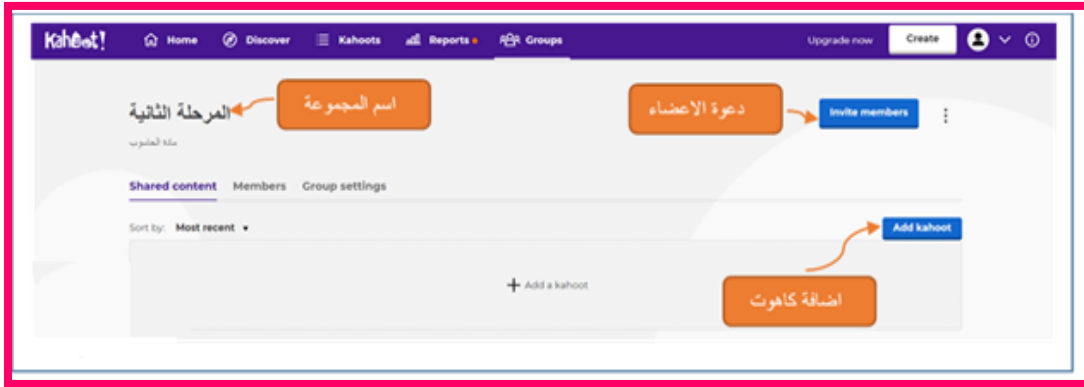 Kahoot! Home Discover Kahoots Reports Groups Upgrade now Create
اسم المجموعة
دعوة الاعضاء
المرحلة الثانية
Invite members
مادة الحاسوب
Shared content Members Group settings
Sort by: Most recent
Add kahoot
+ Add a kahoot
اضافة كاهوت